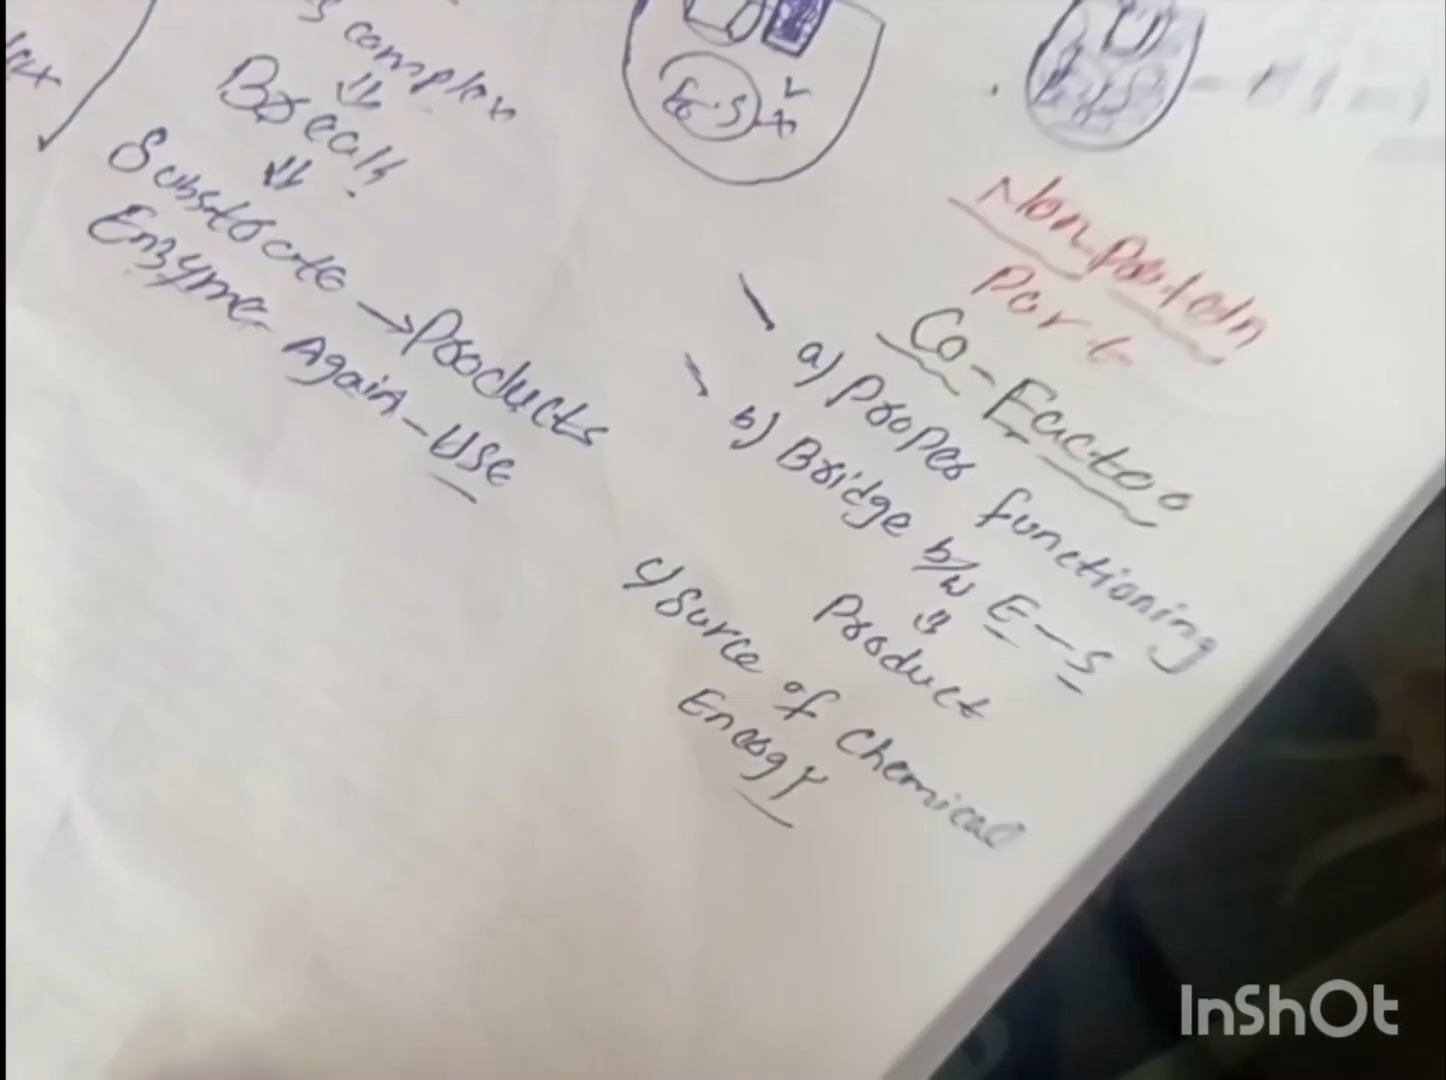 S complex
Break
Substrate → Products
Enzyme Again - Use
E-S
Non Protein
Part
Co-Factor
a) Proper functioning
b) Bridge b/w E-S
Product
c) Surce of chemical
Energy
InShOt